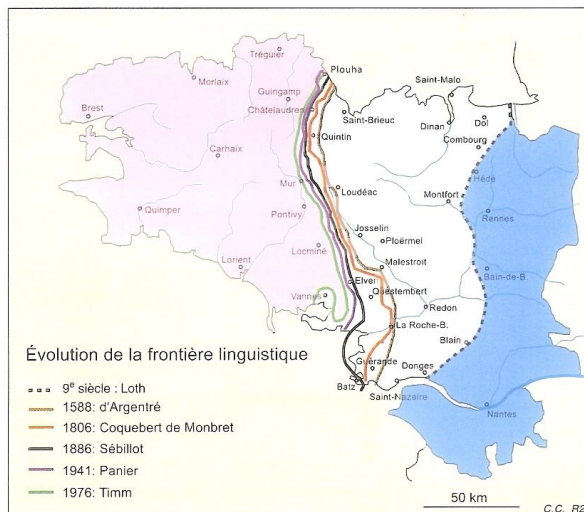 Tréguier
Plouha
Morlaix
Guingamp
Saint-Malo
Brest
Châtelaudren
Saint-Brieuc
Dinan
Dol
Combourg
Quintin
Carhaix
Hédé
Mur
Loudéac
Montfort
Rennes
Quimper
Pontivy
Josselin
Ploërmel
Locminé
Malestroit
Lorient
Elven
Bain-de-B.
Questembert
Vannes
Redon
La Roche-B.
Blain
Évolution de la frontière linguistique
Guérande
Donges
Batz
Saint-Nazaire
Nantes
9e siècle : Loth
1588: d'Argentré
1806: Coquebert de Monbret
1886: Sébillot
1941: Panier
1976: Timm
50 km
C.C. R2